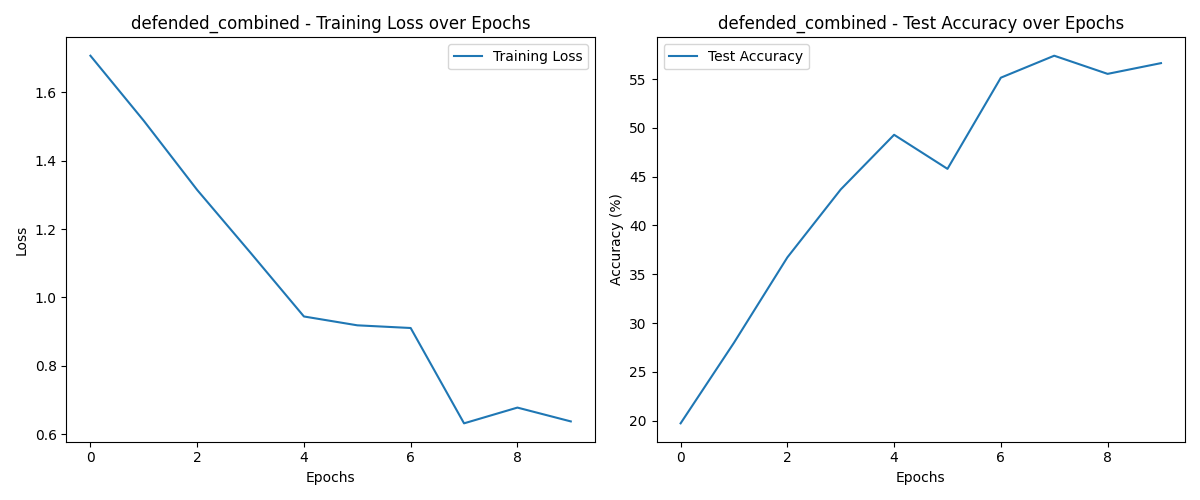 defended_combined - Training Loss over Epochs
Training Loss
1.6
1.4
1.2
1.0
0.8
0.6
Loss
0 2 4 6 8
Epochs
defended_combined - Test Accuracy over Epochs
Test Accuracy
55
50
45
40
35
30
25
20
Accuracy (%)
0 2 4 6 8
Epochs